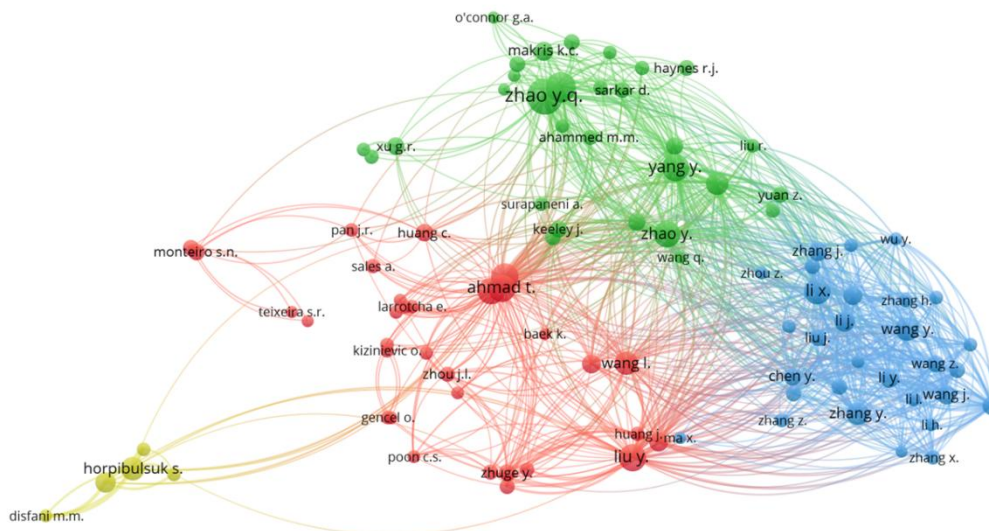 o'connor g.a.
makris k.c.
haynes r.j.
zhao y.q.
sarkar d.
ahammed m.m.
xu g.r.
liu r.
yang y.
yuan z.
surapaneni a.
keeley j.
zhao y.
pan j.r.
huang c.
monteiro s.n.
wang q.
zhang j.
wu y.
sales a.
zhou z.
ahmad t.
li x.
zhang h.
larrotcha e.
teixeira s.r.
li j.
baek k.
liu j.
wang y.
kizinievic o.
zhou j.l.
wang l.
chen y.
li y.
wang z.
li l.
wang j.
gencel o.
zhang z.
zhang y.
li h.
huang j.
ma x.
poon c.s.
liu y.
zhang x.
horpibulsuk s.
zhuge y.
disfani m.m.